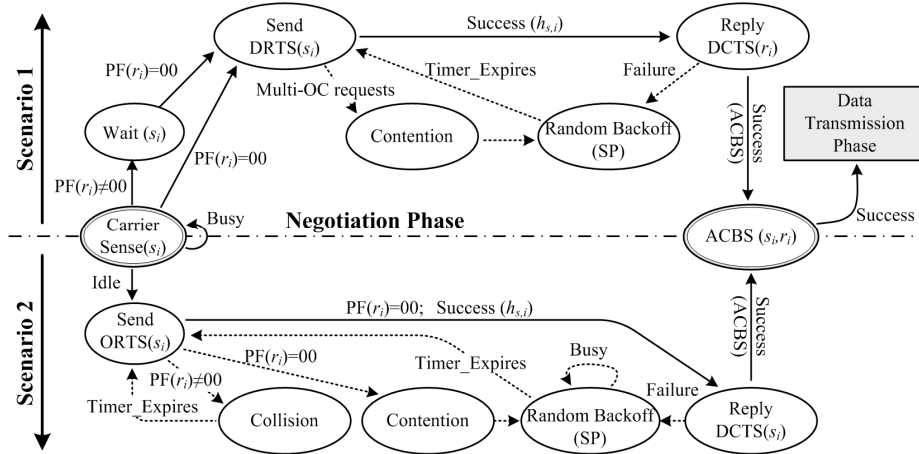 Scenario 1
Send
DRTS(si)
Success (hs,i)
Reply
DCTS(ri)
PF(ri)=00
Timer_Expires
Failure
Multi-OC requests
Data
Transmission
Phase
Wait (si)
Contention
Random Backoff
(SP)
Success
(ACBS)
PF(ri)=00
PF(ri)≠00
Busy
Negotiation Phase
Success
Carrier
Sense(si)
ACBS (si,ri)
Idle
Scenario 2
Send
ORTS(si)
PF(ri)=00; Success (hs,i)
Success
(ACBS)
PF(ri)=00
Timer_Expires
Busy
PF(ri)≠00
Failure
Timer_Expires
Collision
Contention
Random Backoff
(SP)
Reply
DCTS(si)